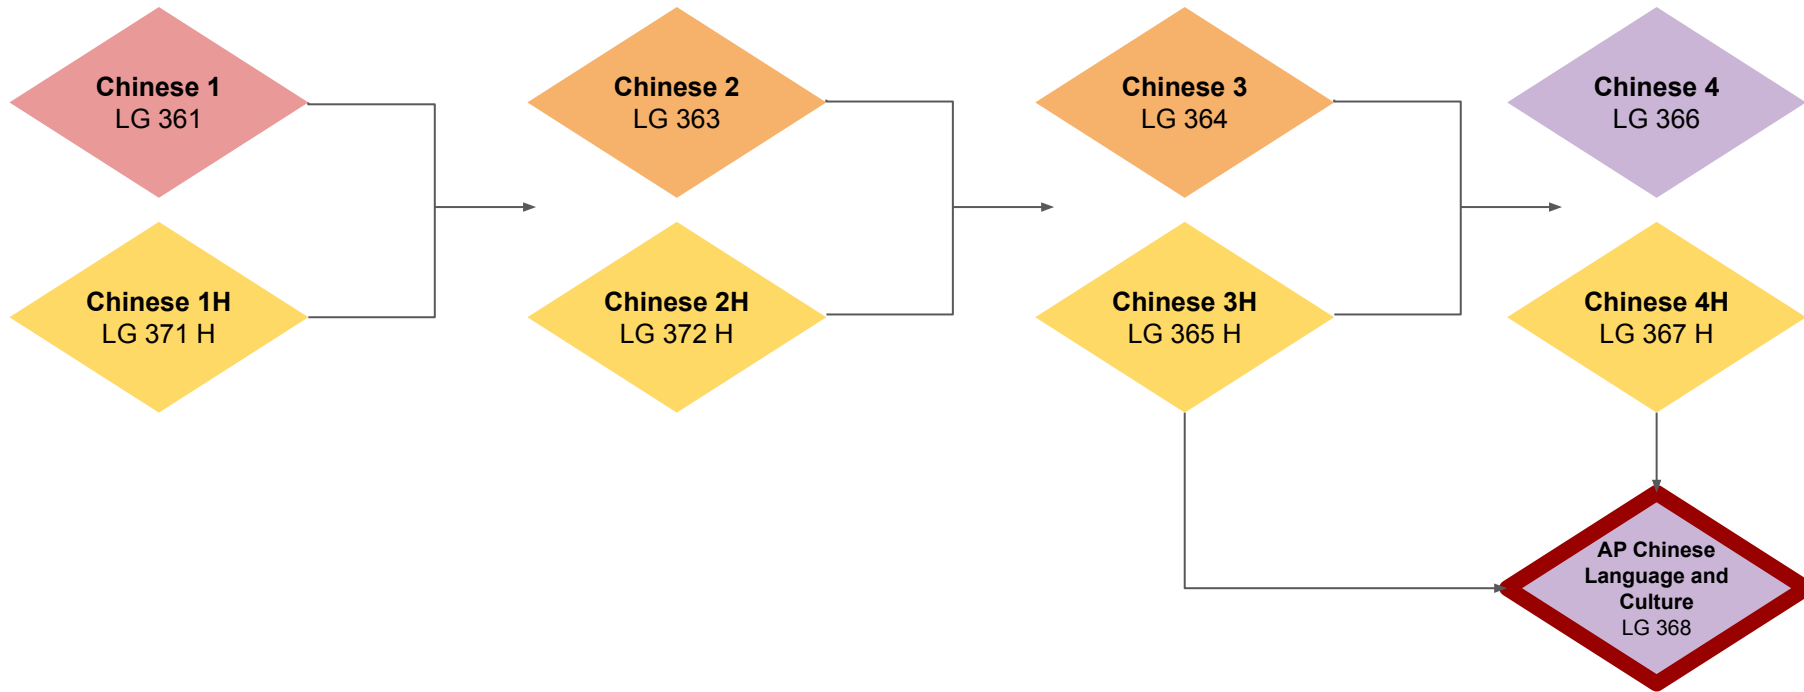 Chinese 1
LG 361
Chinese 2
LG 363
Chinese 3
LG 364
Chinese 4
LG 366
Chinese 1H
LG 371 H
Chinese 2H
LG 372 H
Chinese 3H
LG 365 H
Chinese 4H
LG 367 H
AP Chinese
Language and
Culture
LG 368